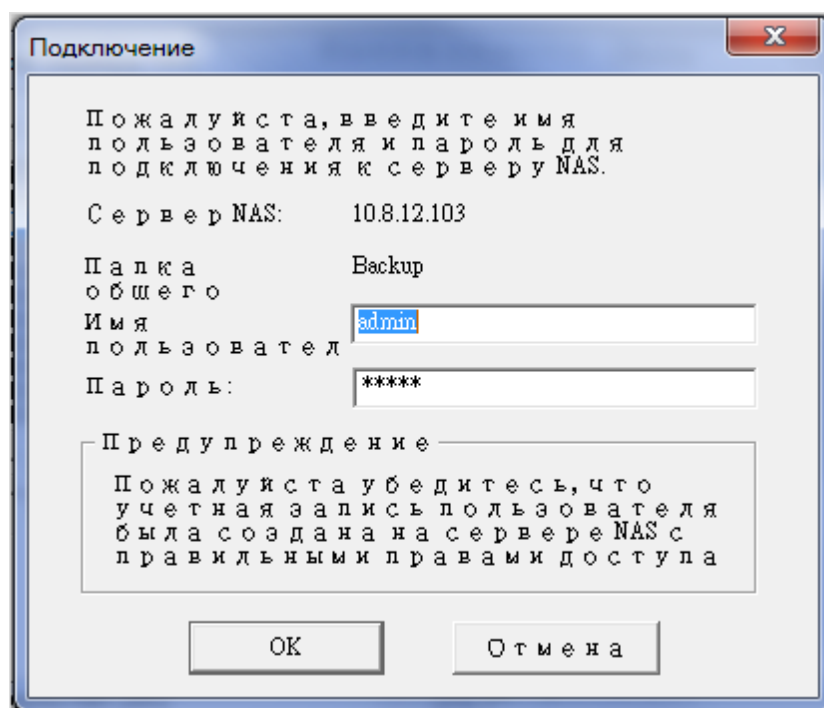 Подключение
Пожалуйста, введите имя
пользователя и пароль для
подключения к серверу NAS.
Сервер NAS: 10.8.12.103
Папка Backup
общего
Имя admin
пользовател
Пароль: *****
Предупреждение
Пожалуйста убедитесь, что
учетная запись пользователя
была создана на сервере NAS с
правильными правами доступа
OK Отмена